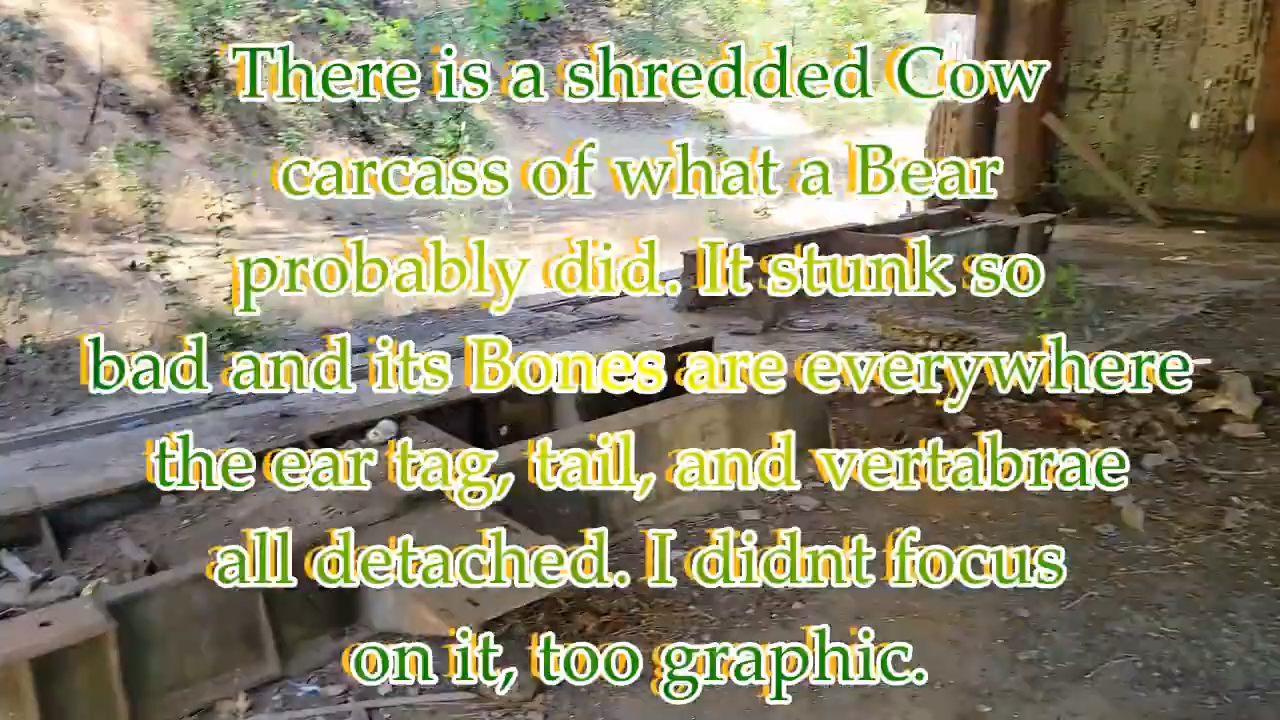 There is a shredded Cow
carcass of what a Bear
probably did. It stunk so
bad and its Bones are everywhere
the ear tag, tail, and vertabrae
all detached. I didnt focus
on it, too graphic.